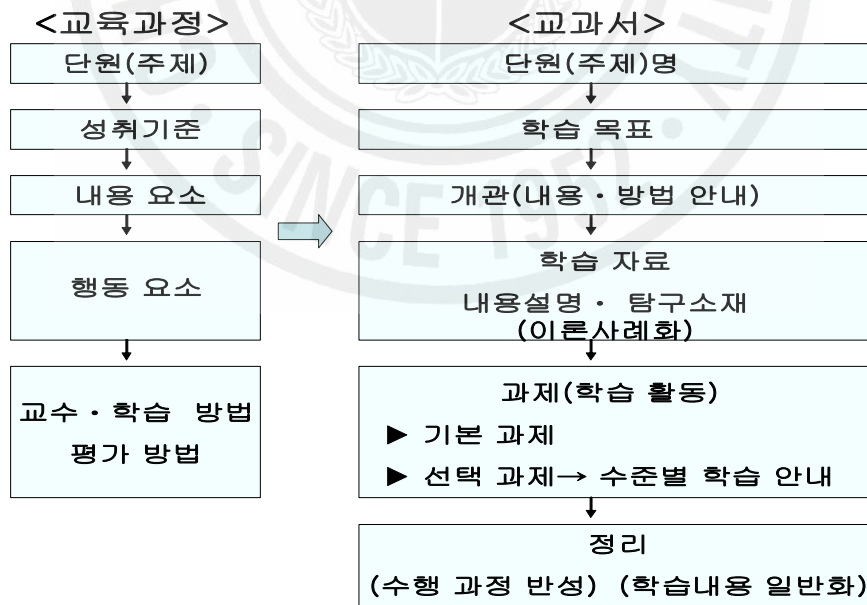 <교육과정>
단원(주제)
성취기준
내용 요소
행동 요소
교수・학습 방법
평가 방법
<교과서>
단원(주제)명
학습 목표
개관(내용・방법 안내)
학습 자료
내용설명・ 탐구소재
(이론사례화)
과제(학습 활동)
▶ 기본 과제
▶ 선택 과제→ 수준별 학습 안내
정리
(수행 과정 반성) (학습내용 일반화)
SINCE 1952
ITY